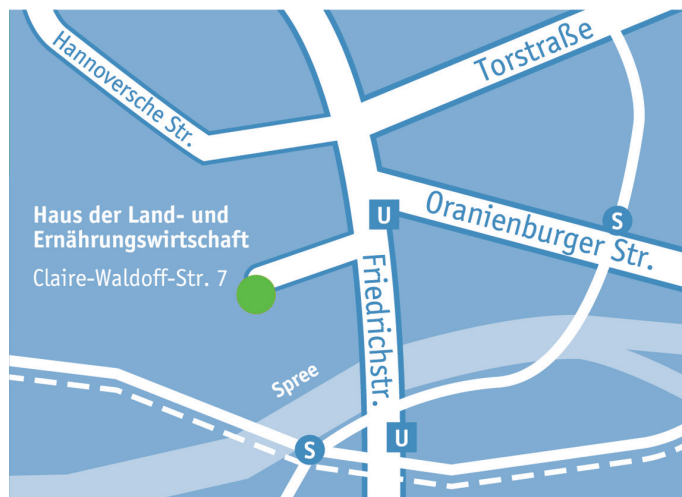 Hannoversche Str.
Torstraße
Haus der Land- und
Ernährungswirtschaft
Claire-Waldoff-Str. 7
U
Oranienburger Str.
S
Friedrichstr.
Spree
U
S